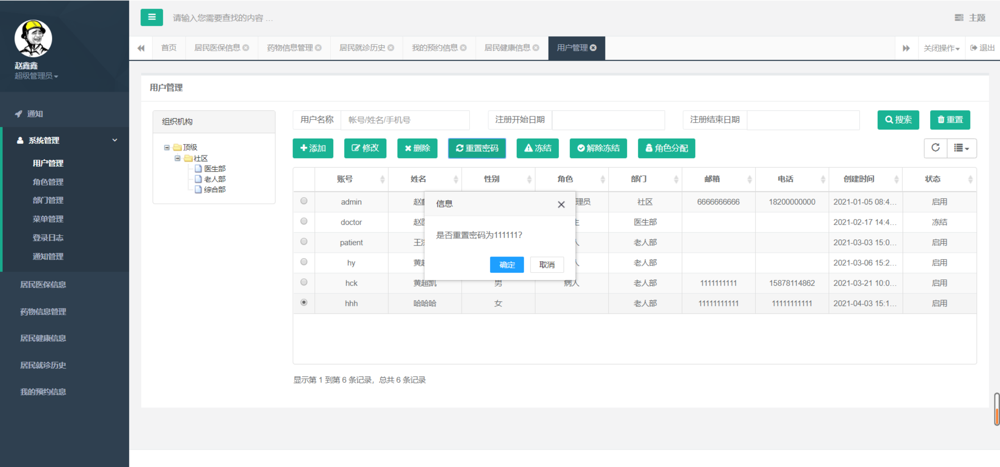 请输入您需要查找的内容 ...
主题
首页 居民医保信息 药物信息管理 居民就诊历史 我的预约信息 居民健康信息 用户管理 关闭操作 退出
赵鑫鑫
超级管理员
通知
系统管理
用户管理
角色管理
部门管理
菜单管理
登录日志
通知管理
居民医保信息
药物信息管理
居民健康信息
居民就诊历史
我的预约信息
用户管理
组织机构
顶级
社区
医生部
老人部
综合部
用户名称 帐号/姓名/手机号 注册开始日期 注册结束日期 搜索 重置
添加 修改 删除 重置密码 冻结 解除冻结 角色分配
账号 姓名 性别 角色 部门 邮箱 电话 创建时间 状态
admin 赵 理员 社区 6666666666 18200000000 2021-01-05 08:4... 启用
doctor 赵 医生部 2021-02-17 14:4... 冻结
patient 王 老人部 2021-03-03 15:0... 启用
hy 黄 老人部 2021-03-06 15:2... 启用
hck 黄超凯 男 病人 老人部 1111111111 15878114862 2021-03-21 10:0... 启用
hhh 哈哈哈 女 老人部 11111111111 11111111111 2021-04-03 15:1... 启用
信息
是否重置密码为111111？
确定 取消
显示第 1 到第 6 条记录，总共 6 条记录